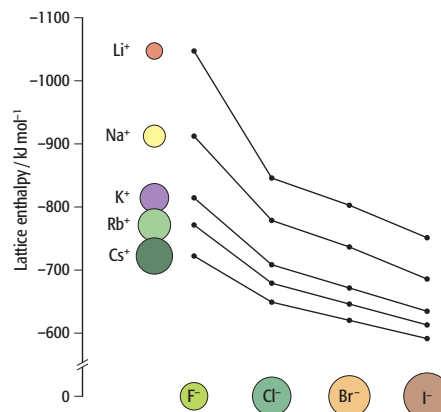 Lattice enthalpy / kJ mol⁻¹
–1100
–1000
–900
–800
–700
–600
0
Li⁺
Na⁺
K⁺
Rb⁺
Cs⁺
F⁻
Cl⁻
Br⁻
I⁻